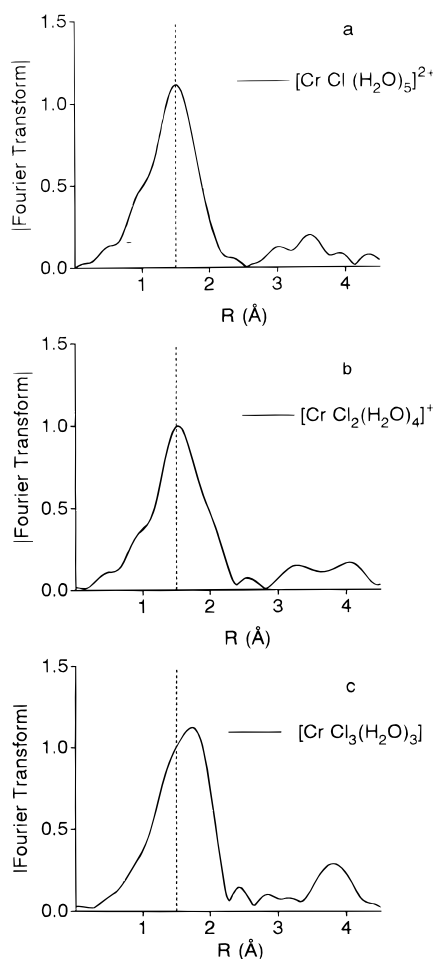 a
1.5
[Cr Cl (H₂O)₅]²⁺
1.0
0.5
0.0
|Fourier Transform|
1 2 3 4
R (Å)
b
1.5
[Cr Cl₂(H₂O)₄]⁺
1.0
0.5
0.0
|Fourier Transform|
1 2 3 4
R (Å)
c
1.5
[Cr Cl₃(H₂O)₃]
1.0
0.5
0.0
|Fourier Transform|
1 2 3 4
R (Å)